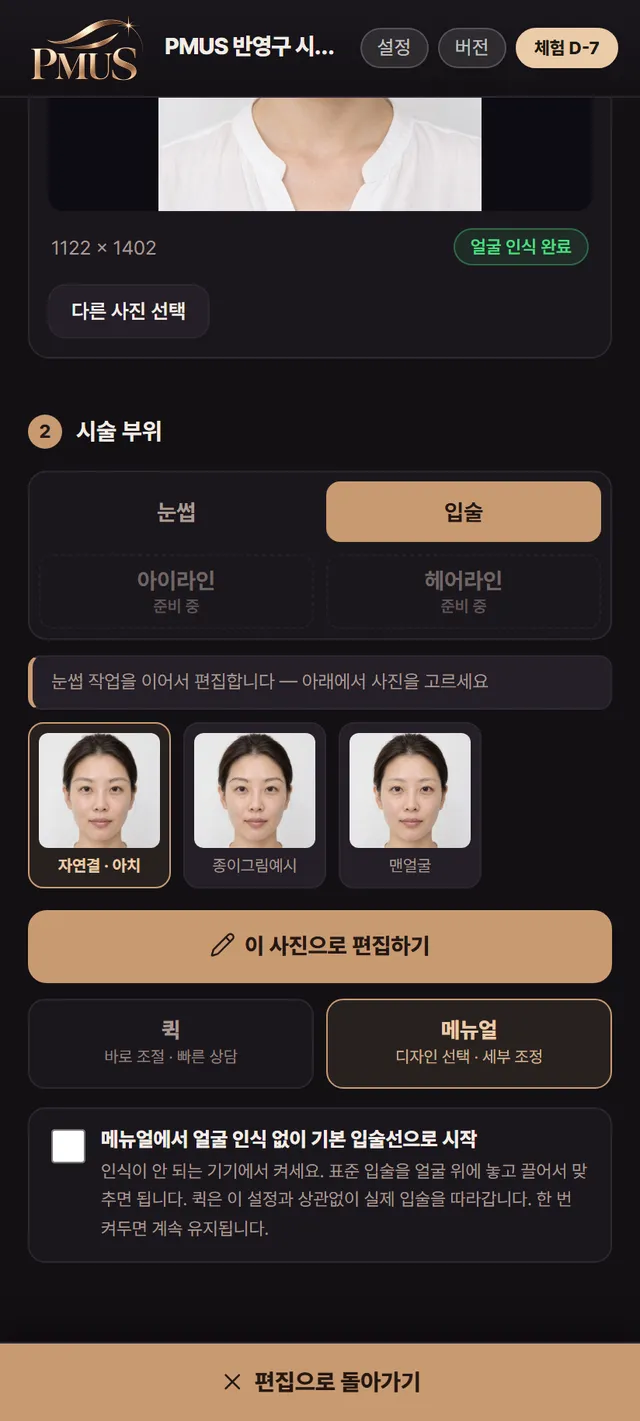 PMUS
PMUS 반영구 시...
설정
버전
체험 D-7
1122 × 1402
얼굴 인식 완료
다른 사진 선택
2 시술 부위
눈썹
입술
아이라인
준비 중
헤어라인
준비 중
눈썹 작업을 이어서 편집합니다 — 아래에서 사진을 고르세요
자연결 · 아치
종이그림예시
맨얼굴
이 사진으로 편집하기
퀵
바로 조절 · 빠른 상담
메뉴얼
디자인 선택 · 세부 조정
메뉴얼에서 얼굴 인식 없이 기본 입술선으로 시작
인식이 안 되는 기기에서 켜세요. 표준 입술을 얼굴 위에 놓고 끌어서 맞
추면 됩니다. 퀵은 이 설정과 상관없이 실제 입술을 따라갑니다. 한 번
켜두면 계속 유지됩니다.
× 편집으로 돌아가기